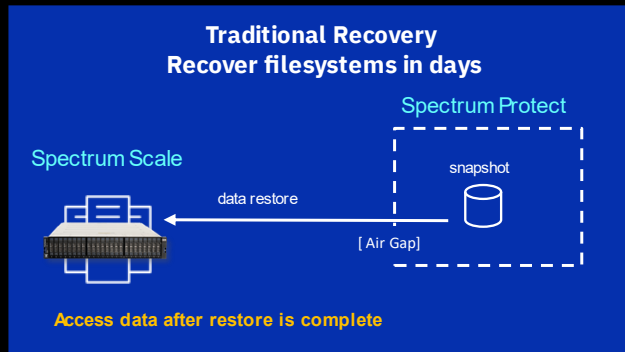 Traditional Recovery
Recover filesystems in days
Spectrum Protect
Spectrum Scale
snapshot
data restore
[ Air Gap]
Access data after restore is complete